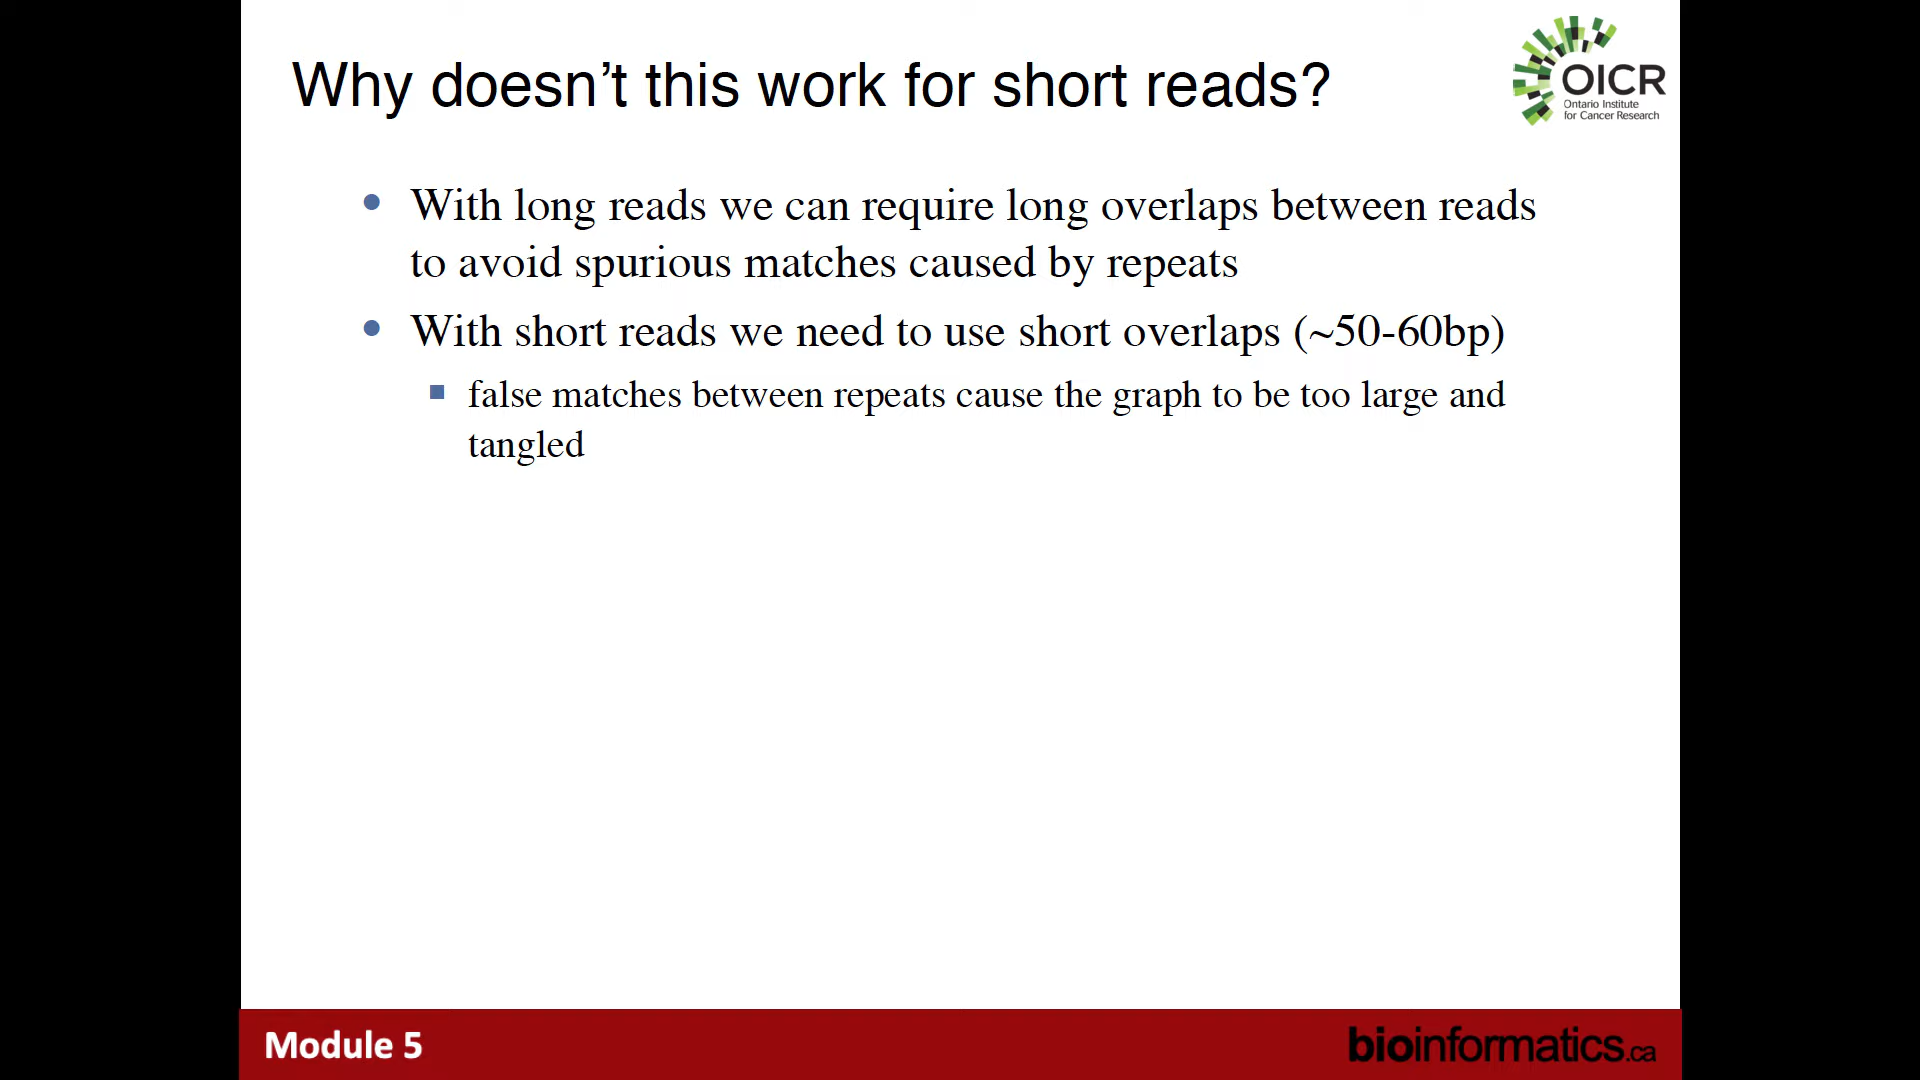 Why doesn’t this work for short reads?
OICR
Ontario Institute
for Cancer Research
With long reads we can require long overlaps between reads
to avoid spurious matches caused by repeats
With short reads we need to use short overlaps (~50-60bp)
false matches between repeats cause the graph to be too large and
tangled
Module 5
bioinformatics.ca